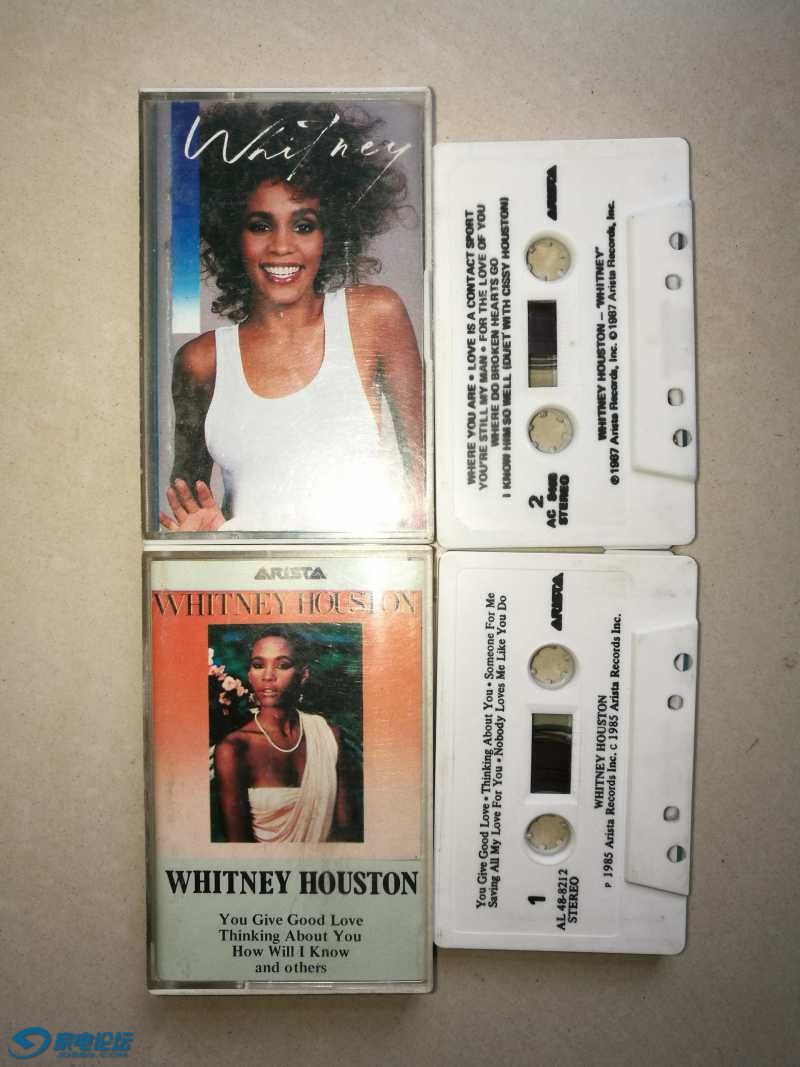 Whitney
WHERE YOU ARE • LOVE IS A CONTACT SPORT
YOU'RE STILL MY MAN • FOR THE LOVE OF YOU
WHERE DO BROKEN HEARTS GO
I KNOW HIM SO WELL (DUET WITH CISSY HOUSTON)
ARISTA
2
AC
STEREO
WHITNEY HOUSTON – "WHITNEY"
℗1987 Arista Records, Inc. ©1987 Arista Records, Inc.
ARISTA
WHITNEY HOUSTON
WHITNEY HOUSTON
You Give Good Love
Thinking About You
How Will I Know
and others
You Give Good Love • Thinking About You • Someone For Me
Saving All My Love For You • Nobody Loves Me Like You Do
ARISTA
1
AL 48-8212
STEREO
WHITNEY HOUSTON
P 1985 Arista Records Inc. C 1985 Arista Records Inc.
家电论坛
JDBBS.COM